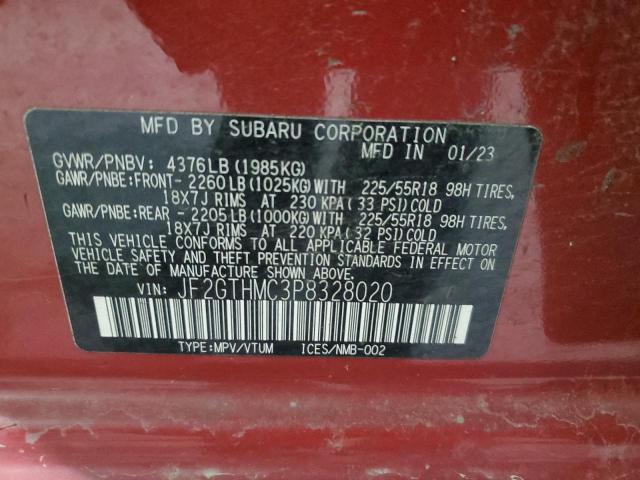 MFD BY SUBARU CORPORATION
MFD IN 01/23
GVWR/PNBV: 4376LB (1985KG)
GAWR/PNBE:FRONT- 2260LB (1025KG)WITH 225/55R18 98H TIRES,
18X7J RIMS AT 230 KPA(33 PSI)COLD
GAWR/PNBE:REAR - 2205LB (1000KG)WITH 225/55R18 98H TIRES,
18X7J RIMS AT 220 KPA(32 PSI)COLD
THIS VEHICLE CONFORMS TO ALL APPLICABLE FEDERAL MOTOR
VEHICLE SAFETY AND THEFT PREVENTION STANDARDS IN EFFECT
ON THE DATE OF MANUFACTURE SHOWN ABOVE.
VIN: JF2GTHMC3P8328020
TYPE:MPV/VTUM ICES/NMB-002